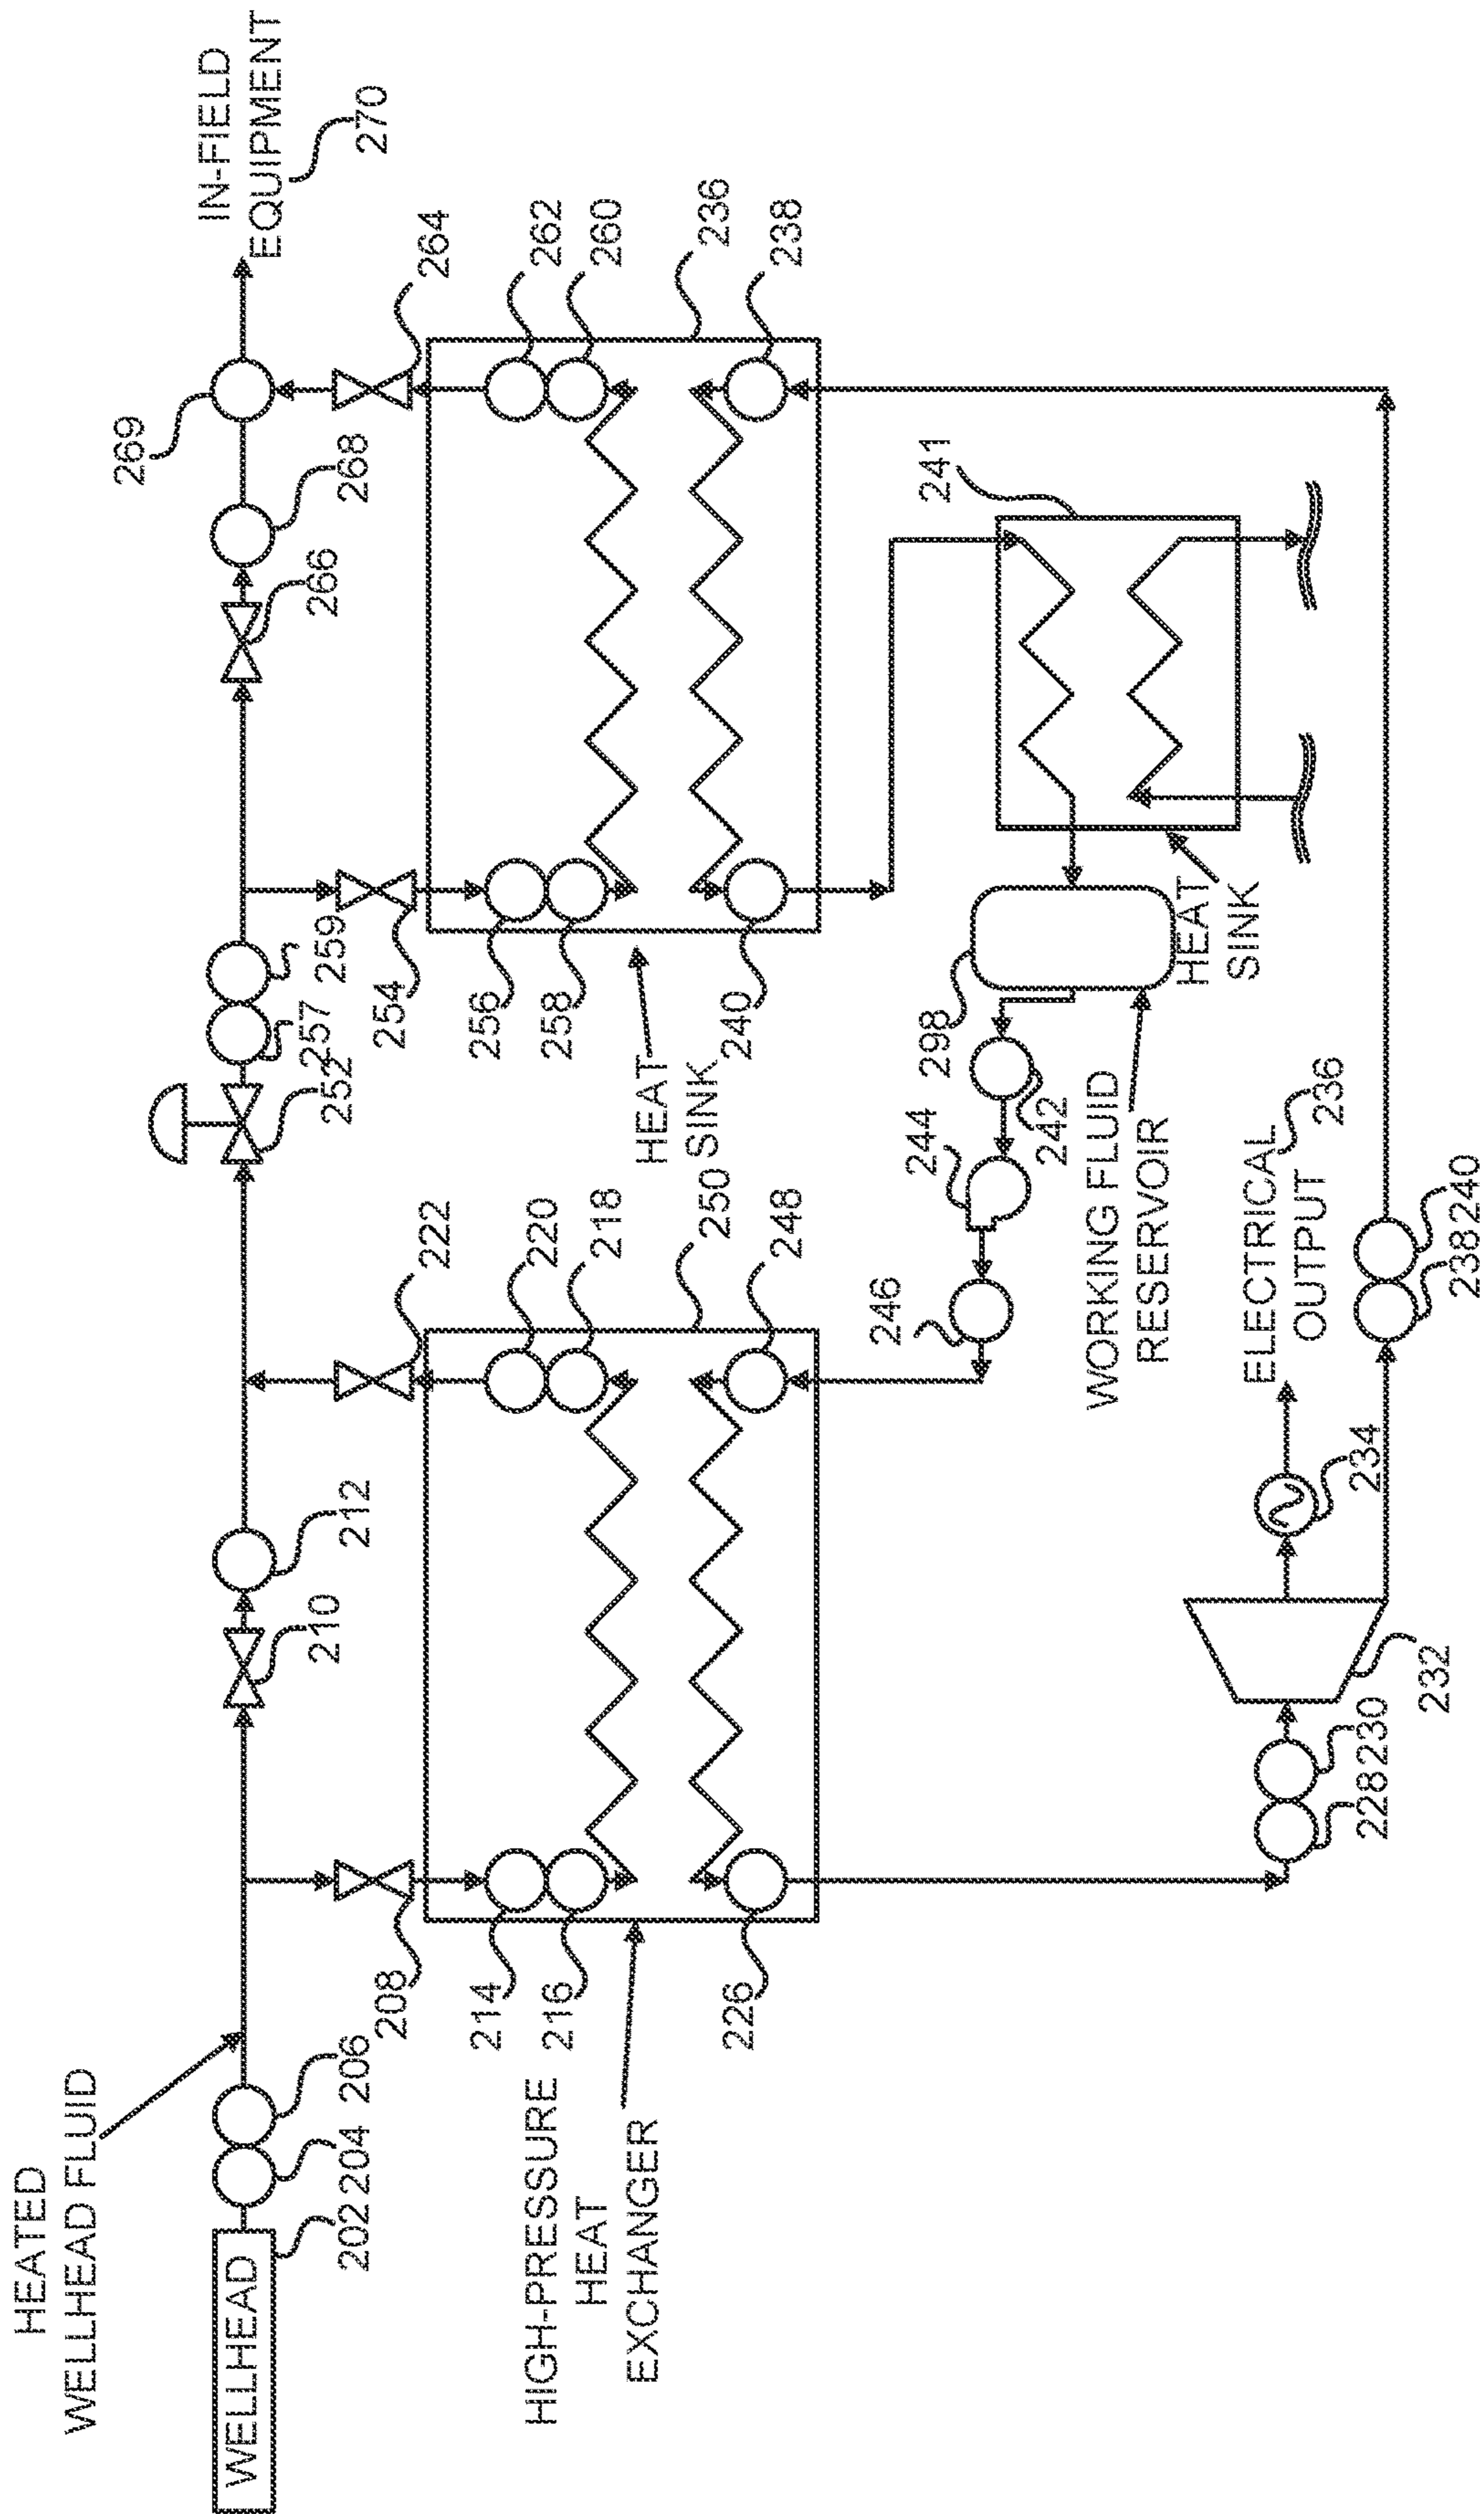 HEATED
WELLHEAD FLUID
WELLHEAD
202
204
206
208
210
212
222
252
257
259
254
266
268
269
264
IN-FIELD
EQUIPMENT
270
214
216
226
HIGH-PRESSURE
HEAT
EXCHANGER
220
218
248
250
HEAT
SINK
256
258
240
262
260
236
238
241
HEAT
SINK
298
242
244
246
WORKING FLUID
RESERVOIR
228
230
232
234
ELECTRICAL
OUTPUT
236
238
240